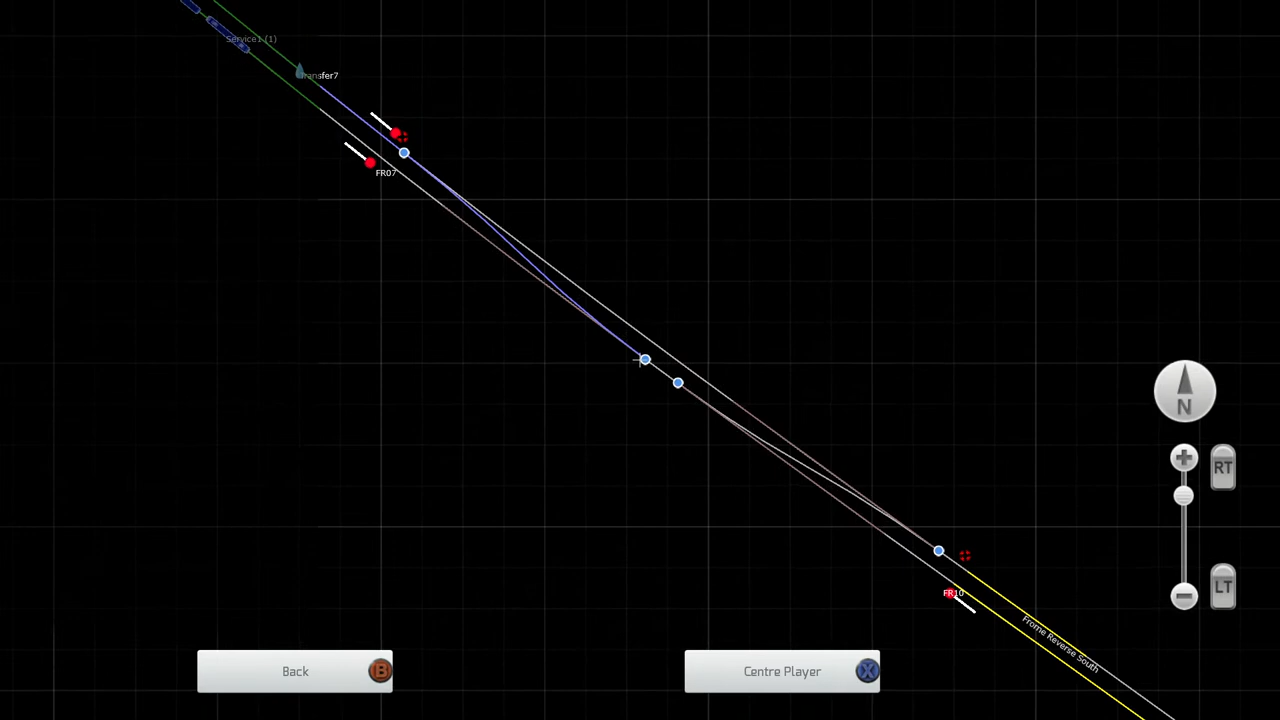 Service1 (1)
Transfer7
FR07
N
RT
LT
FR10
Frome Reverse South
Back
B
Centre Player
X